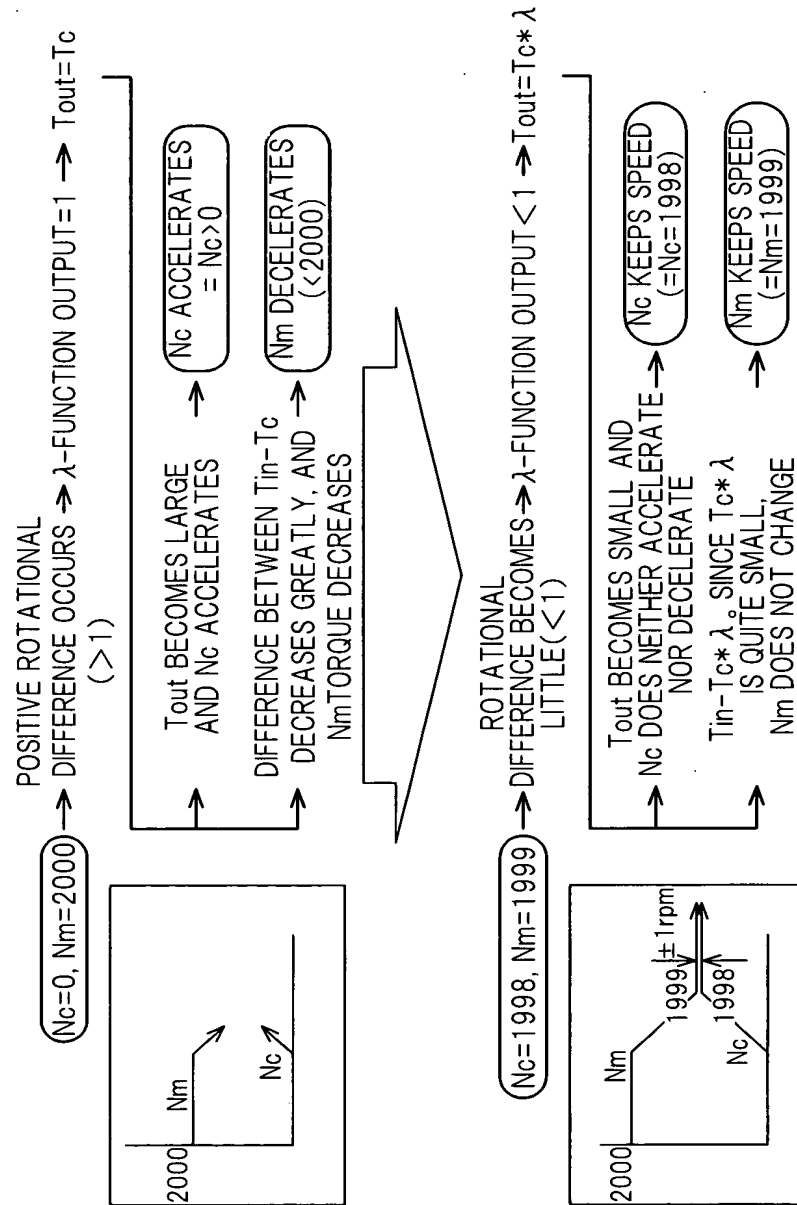 Nc=0, Nm=2000
POSITIVE ROTATIONAL
DIFFERENCE OCCURS
(>1)
λ-FUNCTION OUTPUT=1
Tout=Tc
2000
Nm
Nc
Tout BECOMES LARGE
AND Nc ACCELERATES
Nc ACCELERATES
= Nc>0
DIFFERENCE BETWEEN Tin-Tc
DECREASES GREATLY, AND
Nm TORQUE DECREASES
Nm DECELERATES
(<2000)
Nc=1998, Nm=1999
ROTATIONAL
DIFFERENCE BECOMES
LITTLE(<1)
λ-FUNCTION OUTPUT<1
Tout=Tc*λ
2000
Nm
1999
±1rpm
1998
Nc
Tout BECOMES SMALL AND
Nc DOES NEITHER ACCELERATE
NOR DECELERATE
Nc KEEPS SPEED
(=Nc=1998)
Tin-Tc*λ。SINCE Tc*λ
IS QUITE SMALL,
Nm DOES NOT CHANGE
Nm KEEPS SPEED
(=Nm=1999)